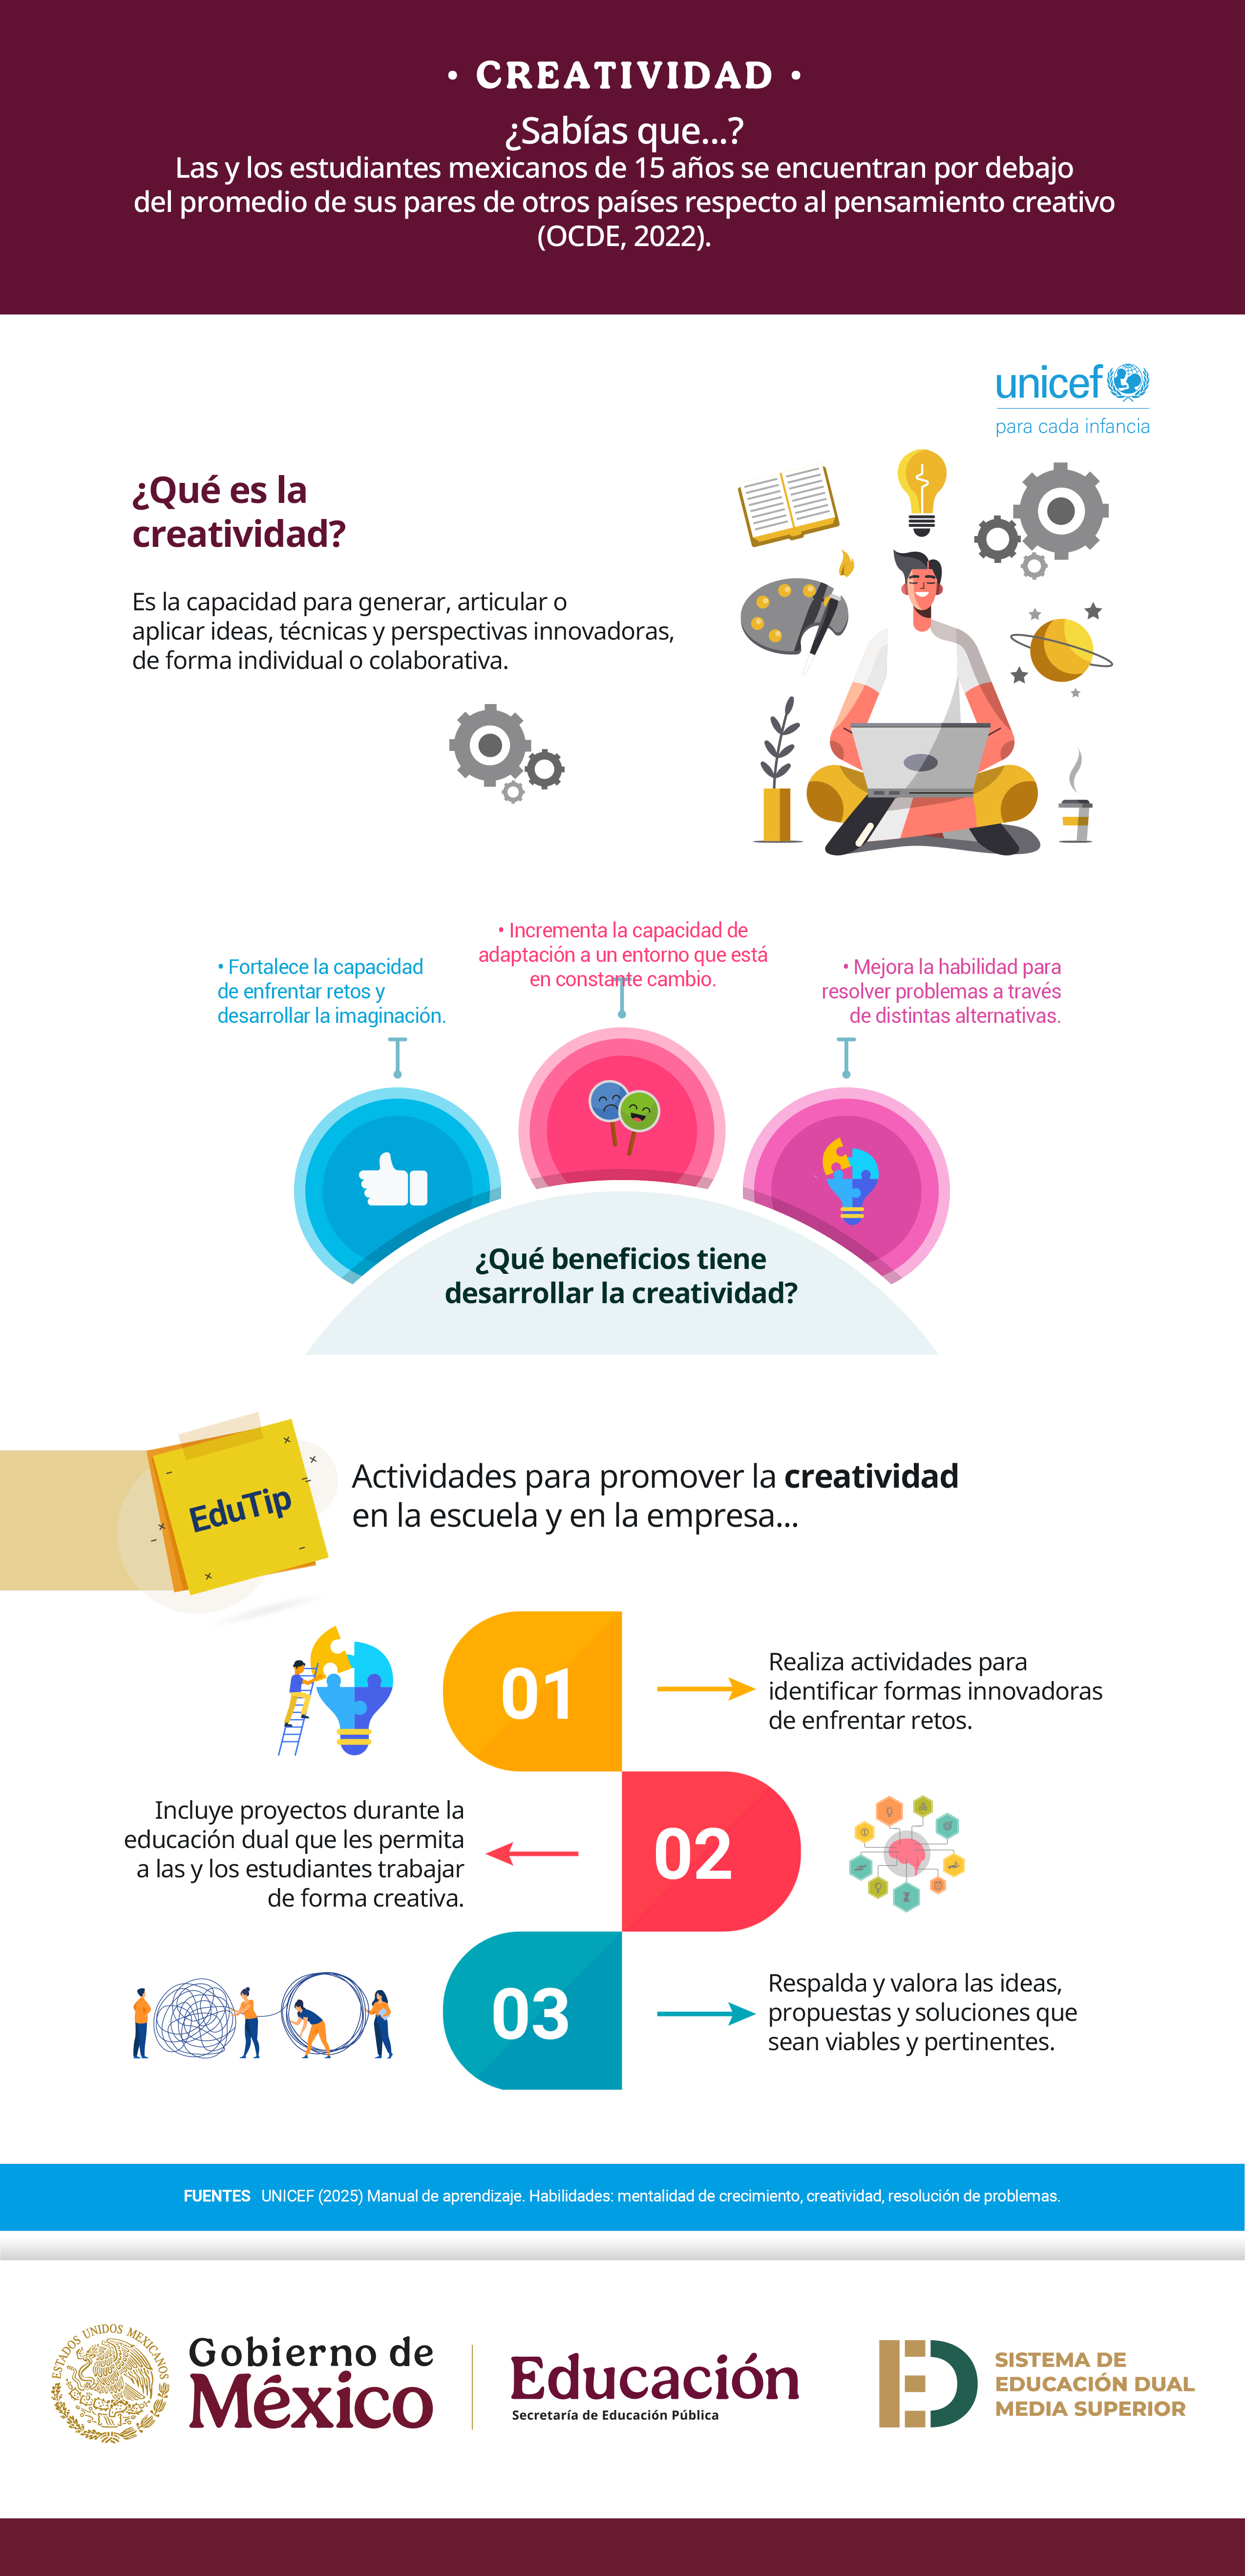 • CREATIVIDAD •
¿Sabías que...?
Las y los estudiantes mexicanos de 15 años se encuentran por debajo
del promedio de sus pares de otros países respecto al pensamiento creativo
(OCDE, 2022).
unicef
para cada infancia
¿Qué es la
creatividad?
Es la capacidad para generar, articular o
aplicar ideas, técnicas y perspectivas innovadoras,
de forma individual o colaborativa.
• Fortalece la capacidad
de enfrentar retos y
desarrollar la imaginación.
• Incrementa la capacidad de
adaptación a un entorno que está
en constante cambio.
• Mejora la habilidad para
resolver problemas a través
de distintas alternativas.
¿Qué beneficios tiene
desarrollar la creatividad?
EduTip
Actividades para promover la creatividad
en la escuela y en la empresa...
01
Realiza actividades para
identificar formas innovadoras
de enfrentar retos.
Incluye proyectos durante la
educación dual que les permita
a las y los estudiantes trabajar
de forma creativa.
02
03
Respalda y valora las ideas,
propuestas y soluciones que
sean viables y pertinentes.
FUENTES UNICEF (2025) Manual de aprendizaje. Habilidades: mentalidad de crecimiento, creatividad, resolución de problemas.
ESTADOS UNIDOS MEXICANOS
Gobierno de
México
Educación
Secretaría de Educación Pública
ED
SISTEMA DE
EDUCACIÓN DUAL
MEDIA SUPERIOR